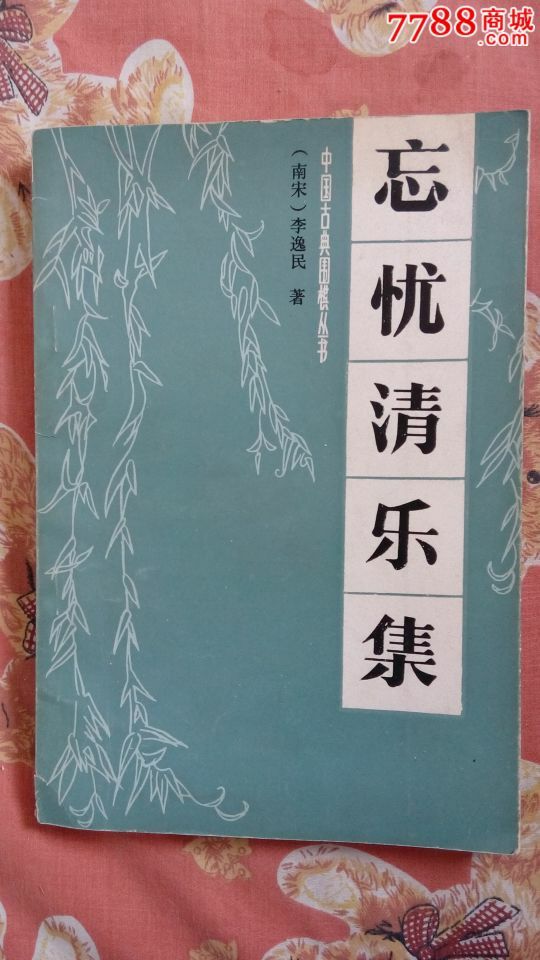 7788商城
.com
忘忧清乐集
中国古典围棋丛书
（南宋）李逸民 著